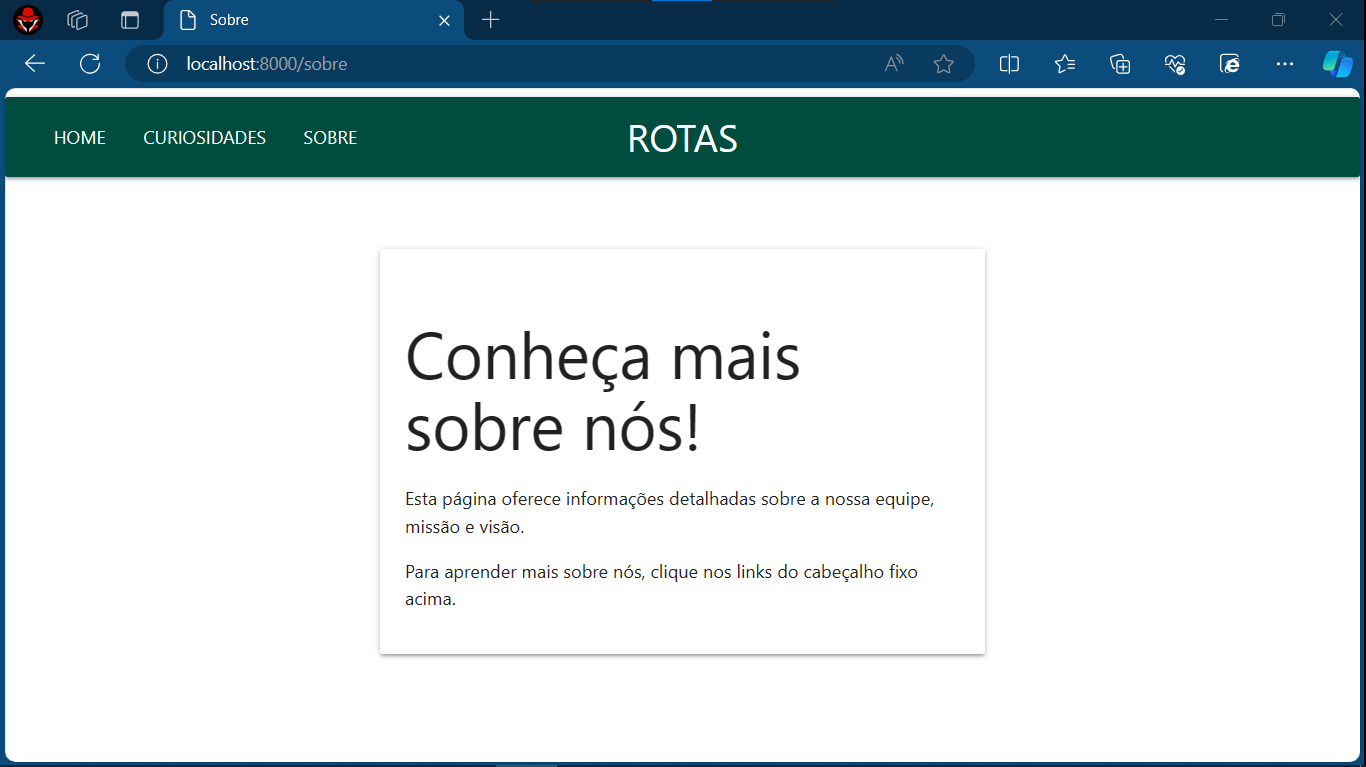 Sobre
localhost:8000/sobre
HOME CURIOSIDADES SOBRE ROTAS
Conheça mais
sobre nós!
Esta página oferece informações detalhadas sobre a nossa equipe,
missão e visão.
Para aprender mais sobre nós, clique nos links do cabeçalho fixo
acima.